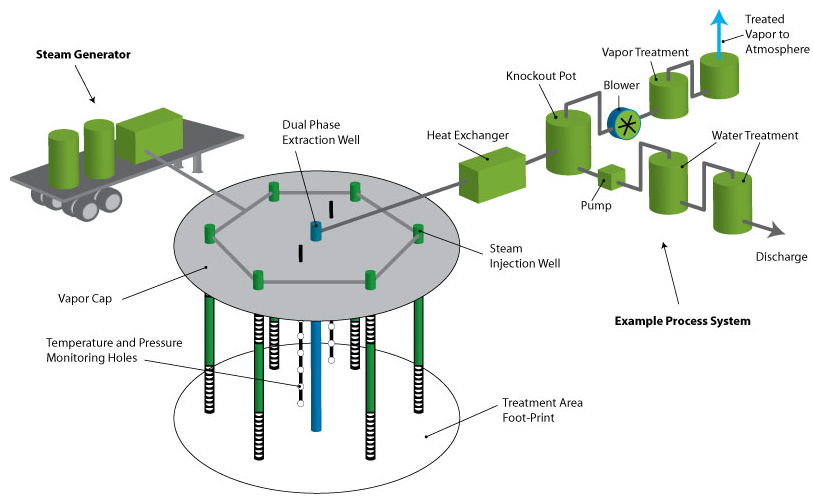 Steam Generator
Treated
Vapor to
Atmosphere
Vapor Treatment
Knockout Pot
Blower
Dual Phase
Extraction Well
Heat Exchanger
Water Treatment
Pump
Steam
Injection Well
Discharge
Vapor Cap
Example Process System
Temperature and Pressure
Monitoring Holes
Treatment Area
Foot-Print